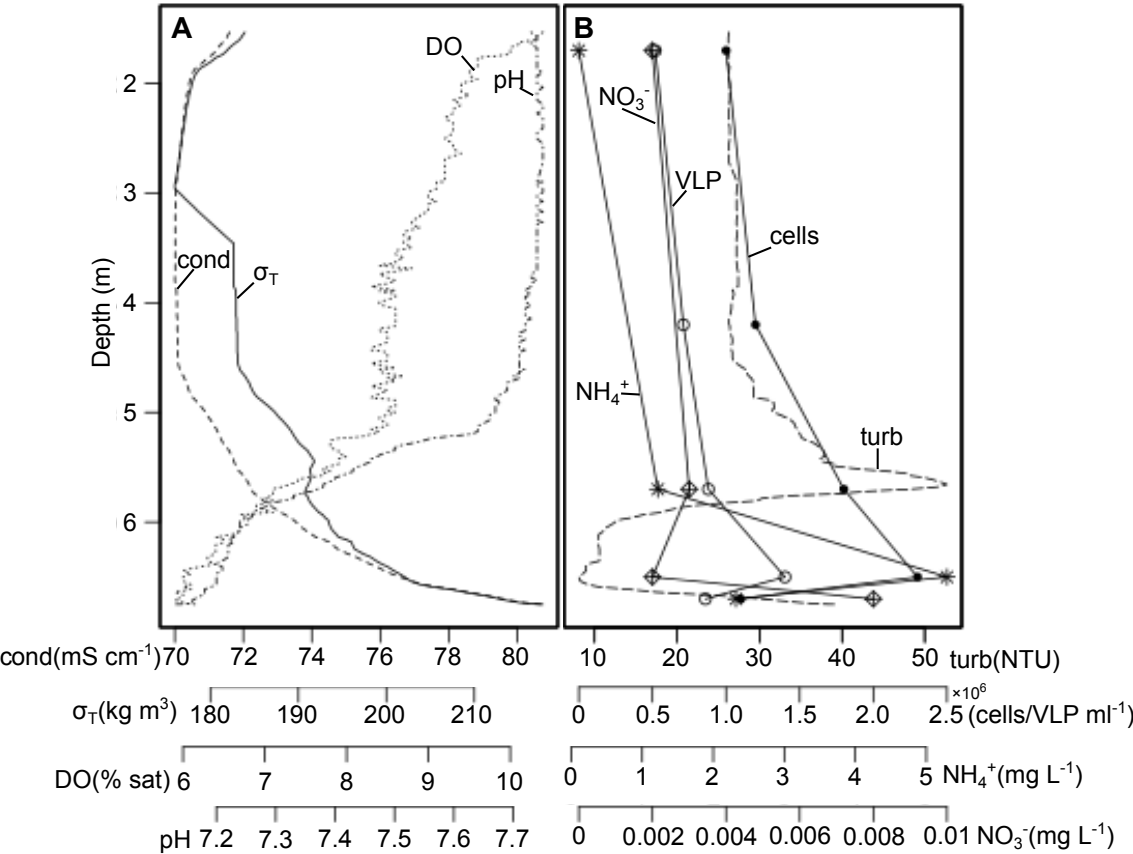 A
B
DO
pH
2
NO₃⁻
3
VLP
cond
σT
cells
4
Depth (m)
NH₄⁺
5
turb
6
cond(mS cm⁻¹) 70 72 74 76 78 80
10 20 30 40 50 turb(NTU)
σT(kg m³) 180 190 200 210
×10⁶
0 0.5 1.0 1.5 2.0 2.5 (cells/VLP ml⁻¹)
DO(% sat) 6 7 8 9 10
0 1 2 3 4 5 NH₄⁺(mg L⁻¹)
pH 7.2 7.3 7.4 7.5 7.6 7.7
0 0.002 0.004 0.006 0.008 0.01 NO₃⁻(mg L⁻¹)